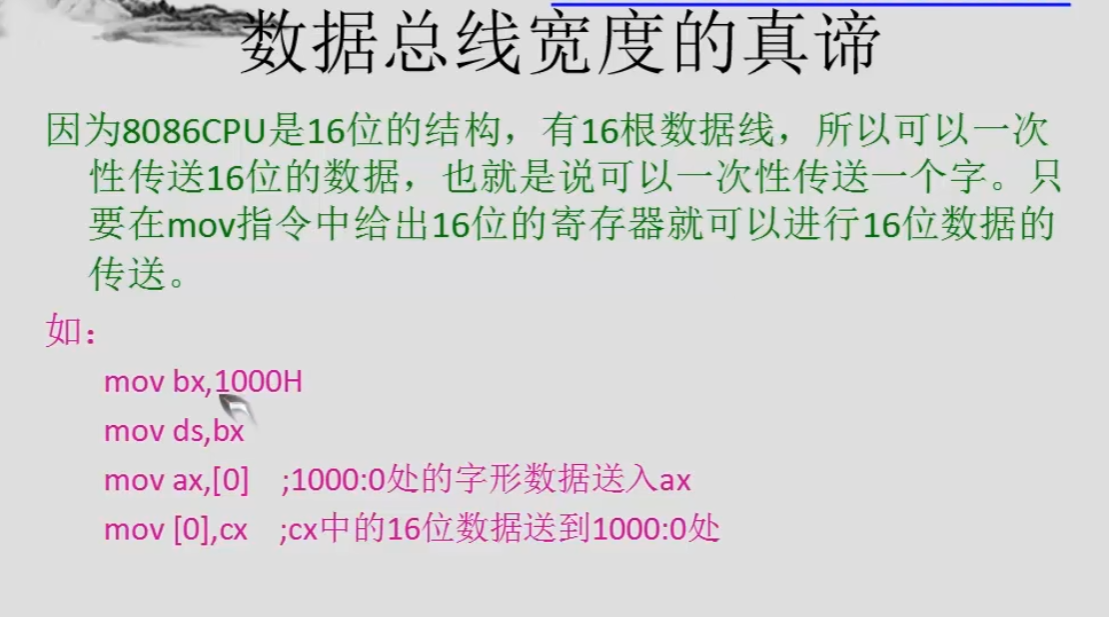 数据总线宽度的真谛
因为8086CPU是16位的结构，有16根数据线，所以可以一次
性传送16位的数据，也就是说可以一次性传送一个字。只
要在mov指令中给出16位的寄存器就可以进行16位数据的
传送。
如：
mov bx,1000H
mov ds,bx
mov ax,[0] ;1000:0处的字形数据送入ax
mov [0],cx ;cx中的16位数据送到1000:0处